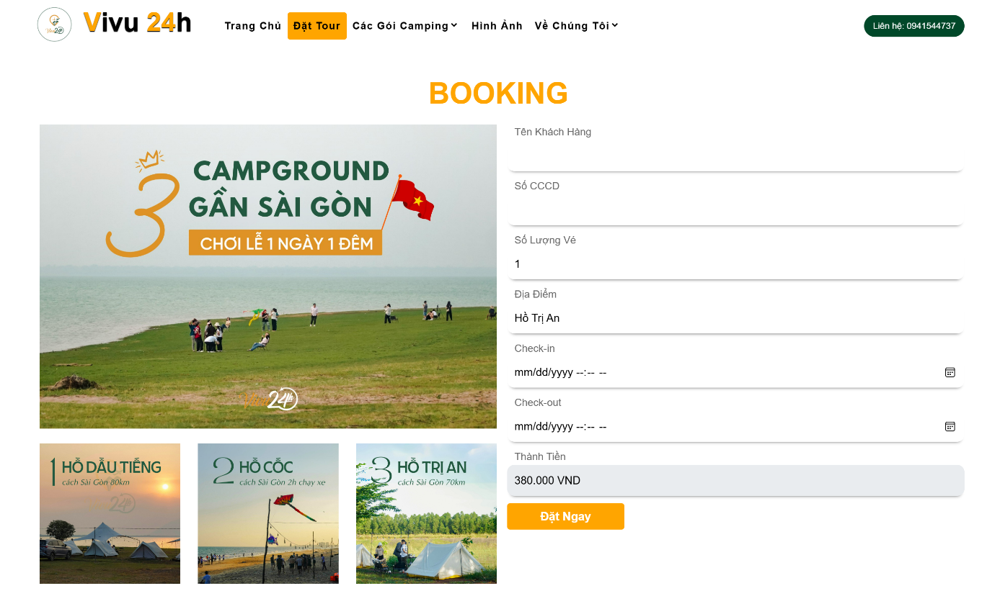 Vivu 24h
Trang Chủ
Đặt Tour
Các Gói Camping
Hình Ảnh
Về Chúng Tôi
Liên hệ: 0941544737
BOOKING
3 CAMPGROUND
GẦN SÀI GÒN
CHƠI LỄ 1 NGÀY 1 ĐÊM
Vivu 24h
1 HỒ DẦU TIẾNG
cách Sài Gòn 80km
2 HỒ CỐC
cách Sài Gòn 2h chạy xe
3 HỒ TRỊ AN
cách Sài Gòn 70km
Tên Khách Hàng
Số CCCD
Số Lượng Vé
1
Địa Điểm
Hồ Trị An
Check-in
mm/dd/yyyy --:-- --
Check-out
mm/dd/yyyy --:-- --
Thành Tiền
380.000 VND
Đặt Ngay